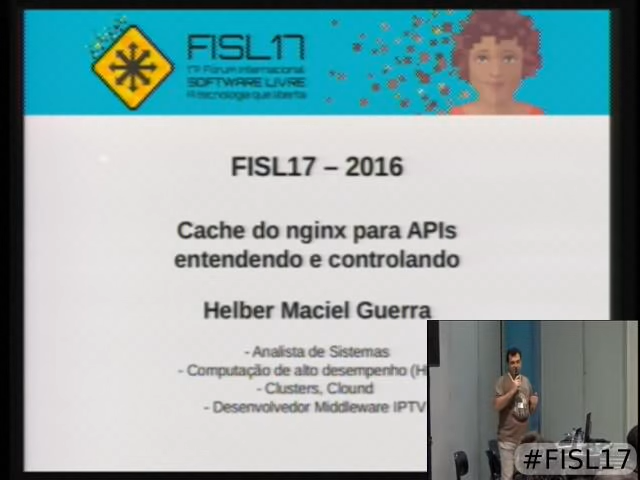 FISL17
17º Fórum Internacional
SOFTWARE LIVRE
A tecnologia que liberta
FISL17 – 2016
Cache do nginx para APIs
entendendo e controlando
Helber Maciel Guerra
- Analista de Sistemas
- Computação de alto desempenho (H
- Clusters, Clound
- Desenvolvedor Middleware IPTV
#FISL17